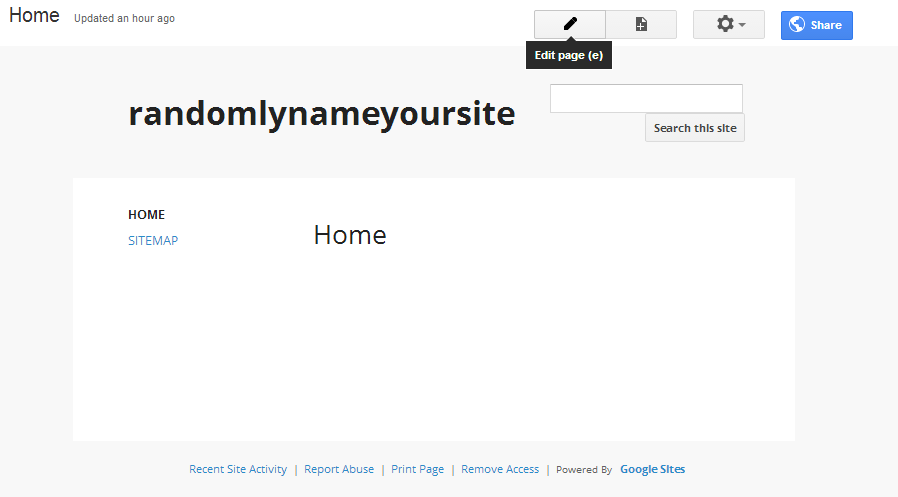 Home Updated an hour ago
Share
Edit page (e)
randomlynameyoursite
Search this site
HOME
SITEMAP
Home
Recent Site Activity | Report Abuse | Print Page | Remove Access | Powered By Google Sites